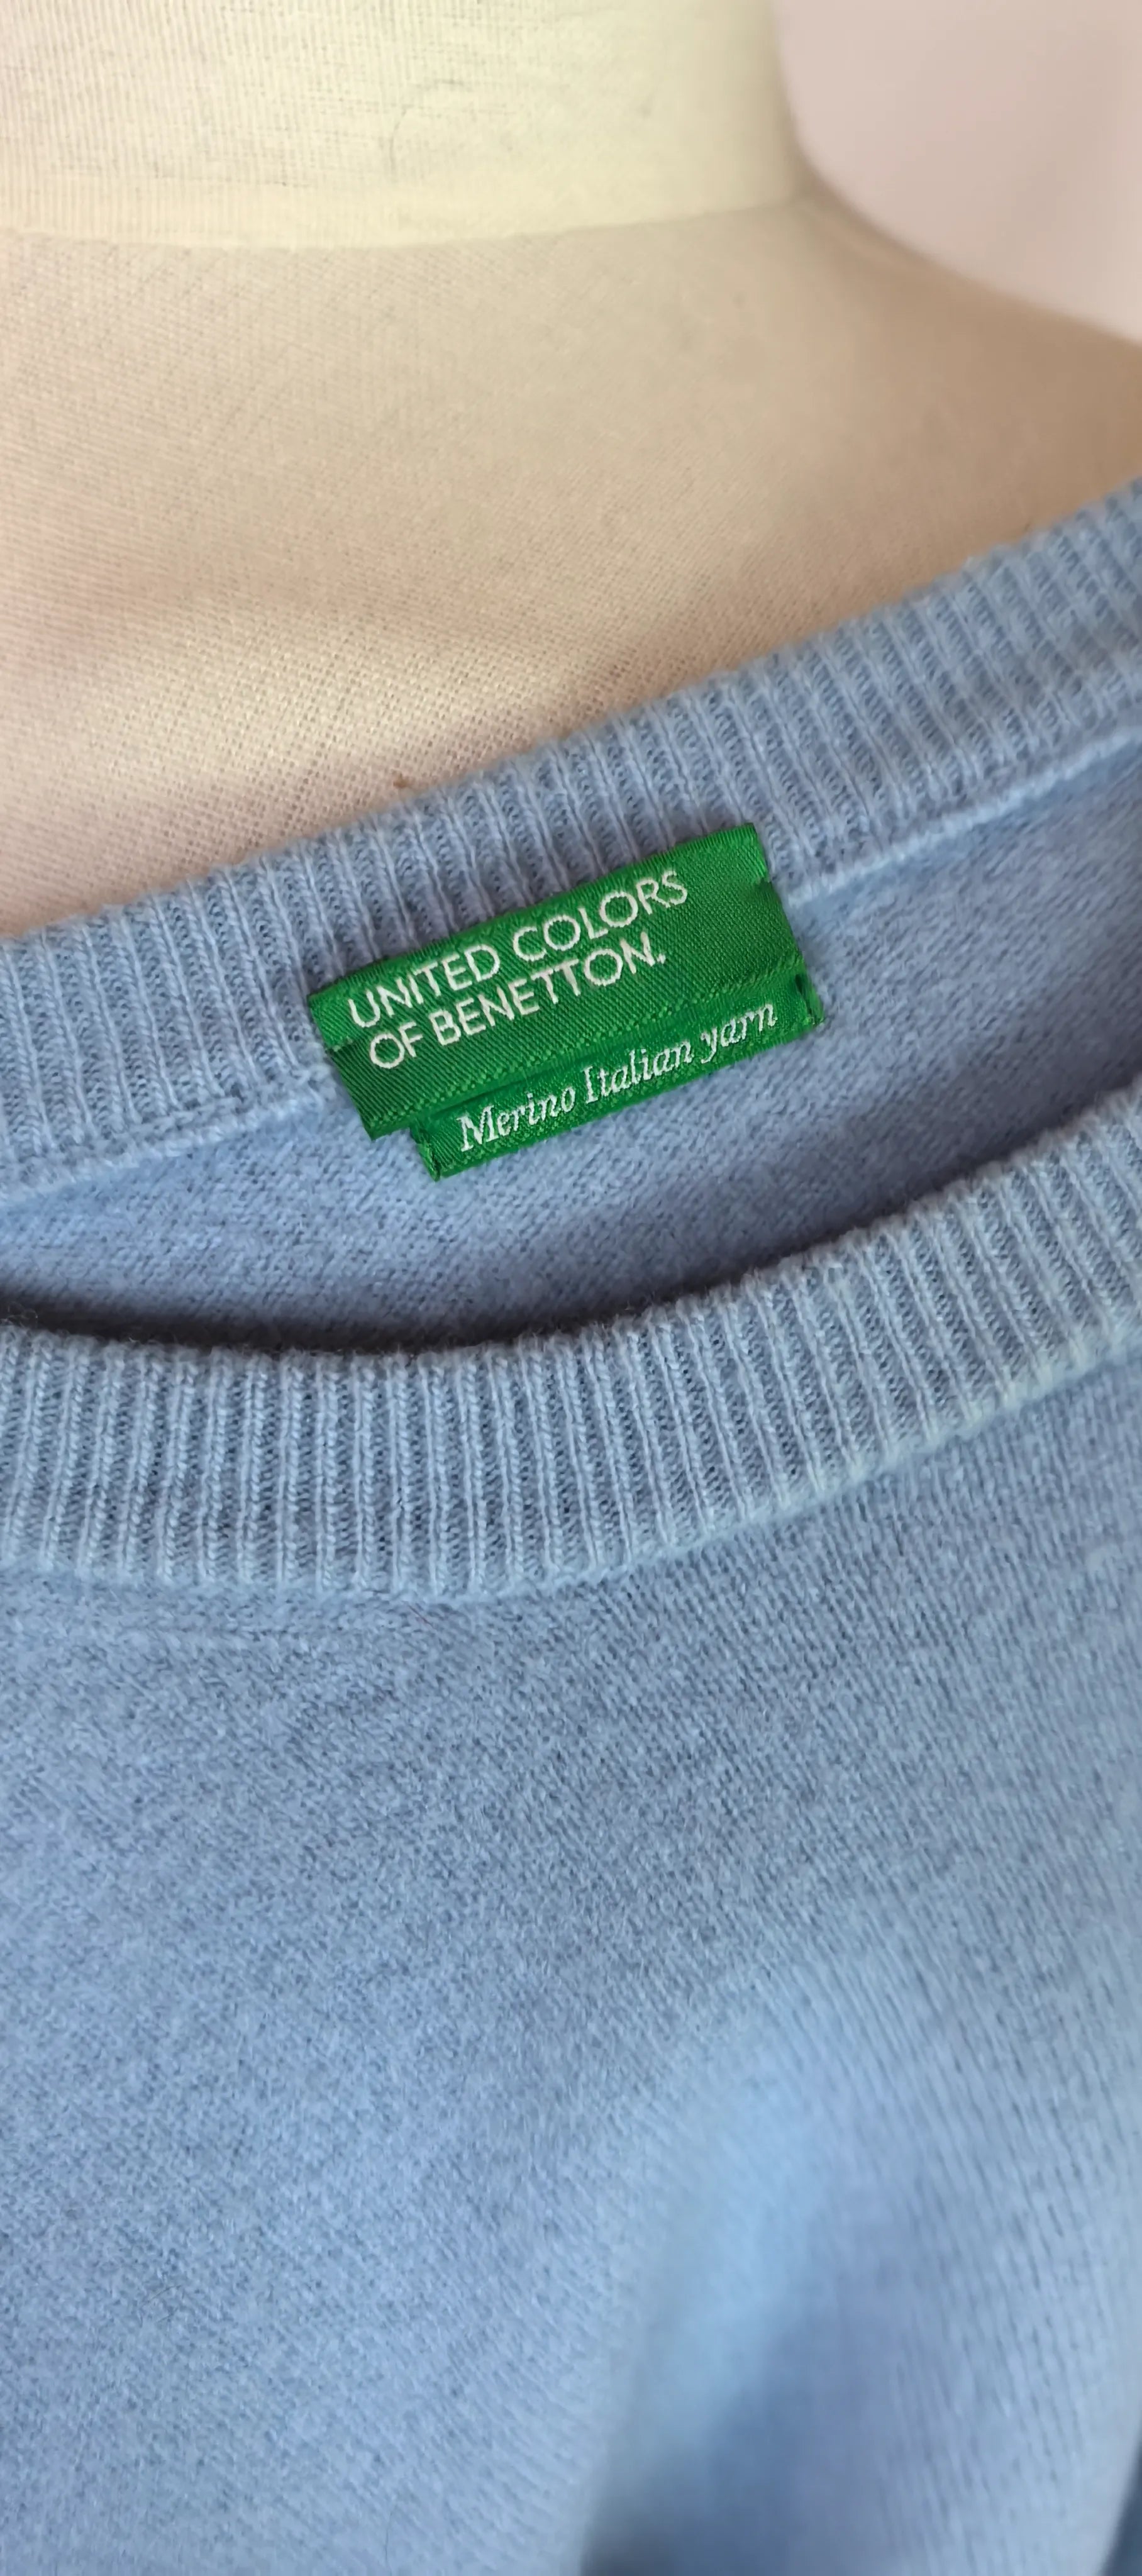 UNITED COLORS
OF BENETTON.
Merino Italian yarn